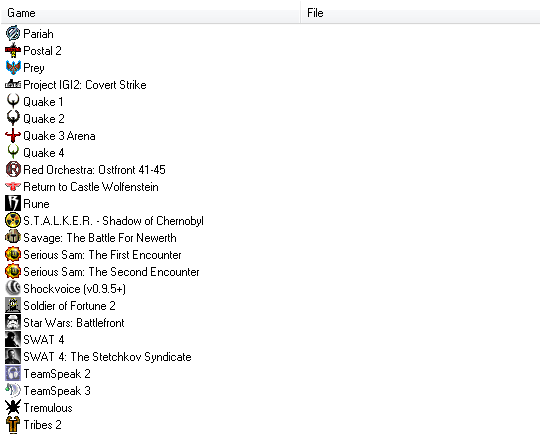 Game File
Pariah
Postal 2
Prey
Project IGI2: Covert Strike
Quake 1
Quake 2
Quake 3 Arena
Quake 4
Red Orchestra: Ostfront 41-45
Return to Castle Wolfenstein
Rune
S.T.A.L.K.E.R. - Shadow of Chernobyl
Savage: The Battle For Newerth
Serious Sam: The First Encounter
Serious Sam: The Second Encounter
Shockvoice (v0.9.5+)
Soldier of Fortune 2
Star Wars: Battlefront
SWAT 4
SWAT 4: The Stetchkov Syndicate
TeamSpeak 2
TeamSpeak 3
Tremulous
Tribes 2